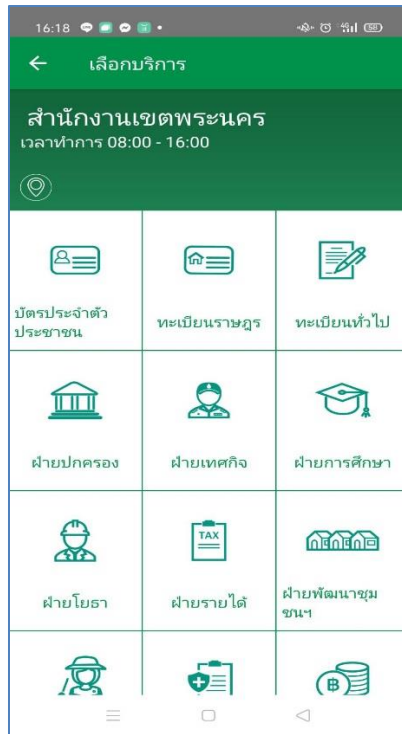 16:18
58
เลือกบริการ
สำนักงานเขตพระนคร
เวลาทำการ 08:00 - 16:00
บัตรประจำตัว
ประชาชน
ทะเบียนราษฎร
ทะเบียนทั่วไป
ฝ่ายปกครอง
ฝ่ายเทศกิจ
ฝ่ายการศึกษา
TAX
ฝ่ายโยธา
ฝ่ายรายได้
ฝ่ายพัฒนาชุม
ชนฯ
฿